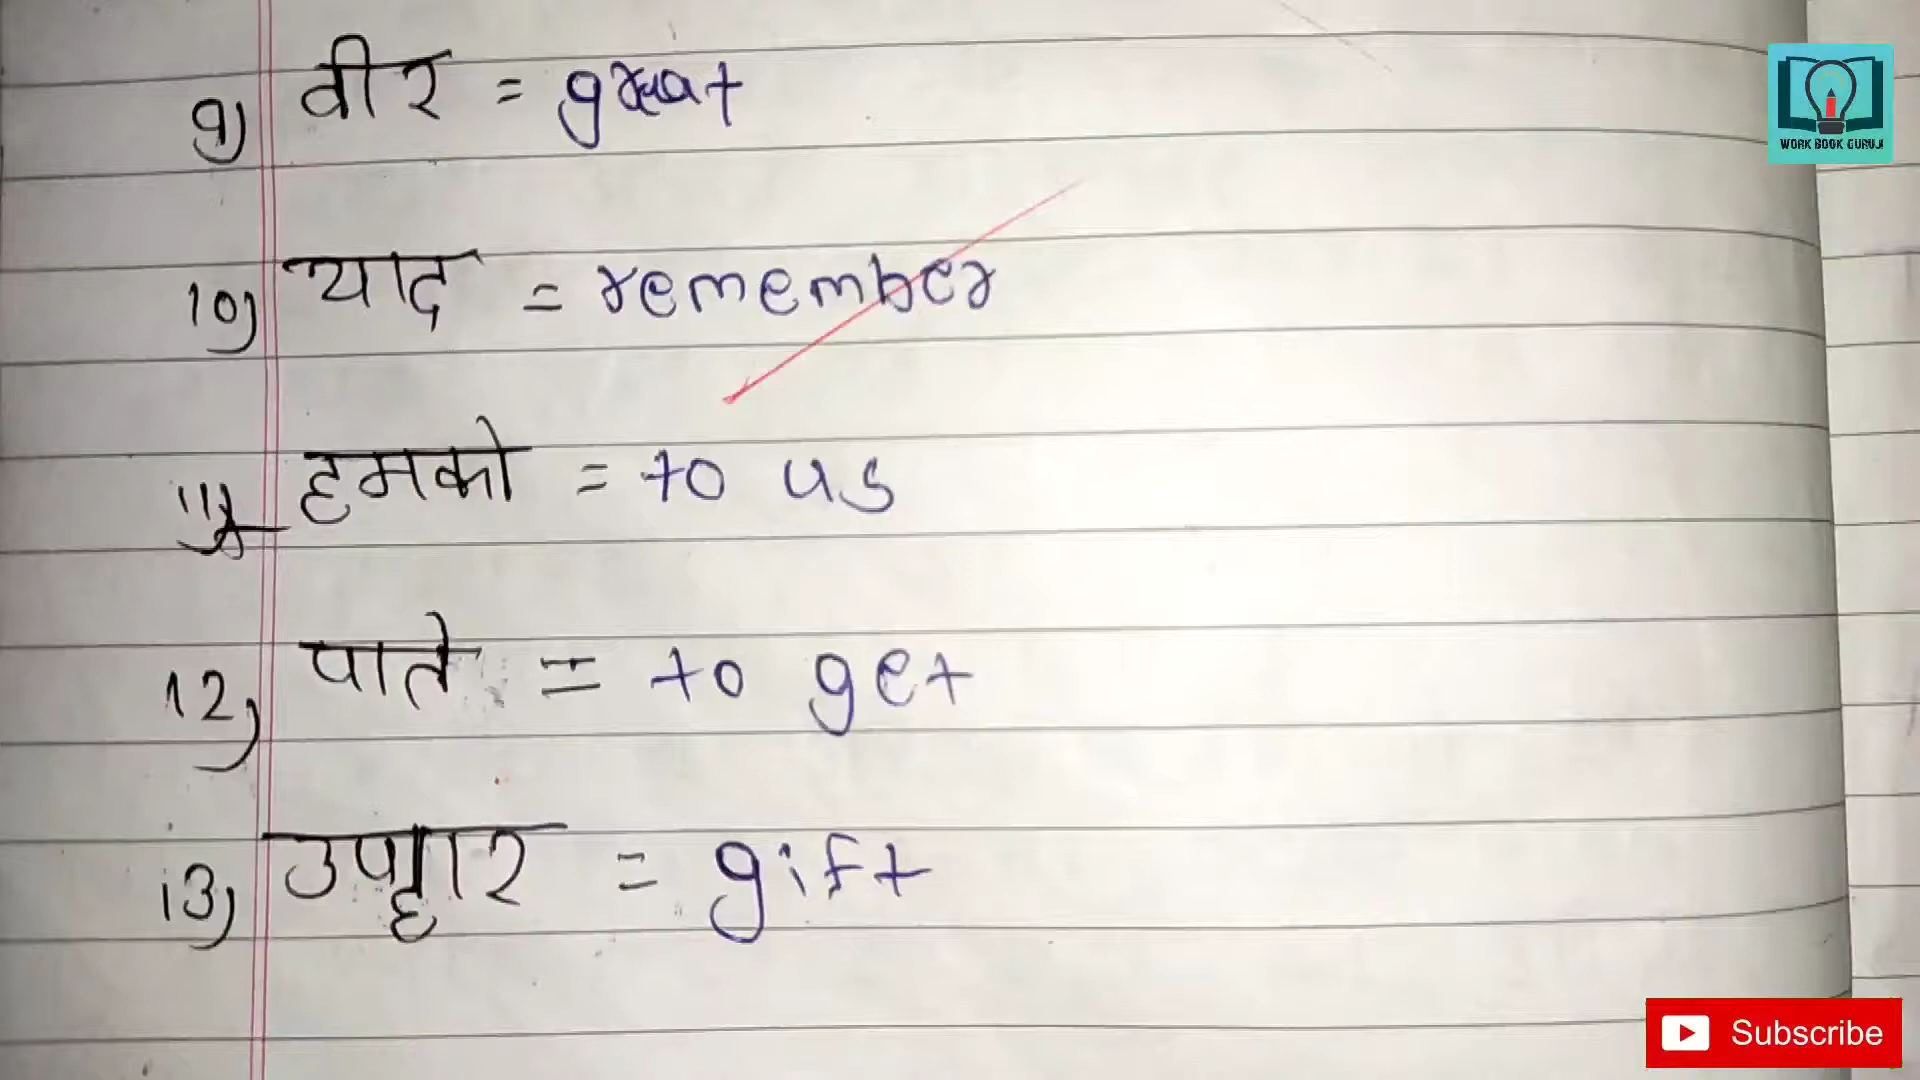 9) वीर = great
WORK BOOK GURUJI
10) याद = remember
11) हमको = to us
12) पाते = to get
13) उपहार = gift
Subscribe